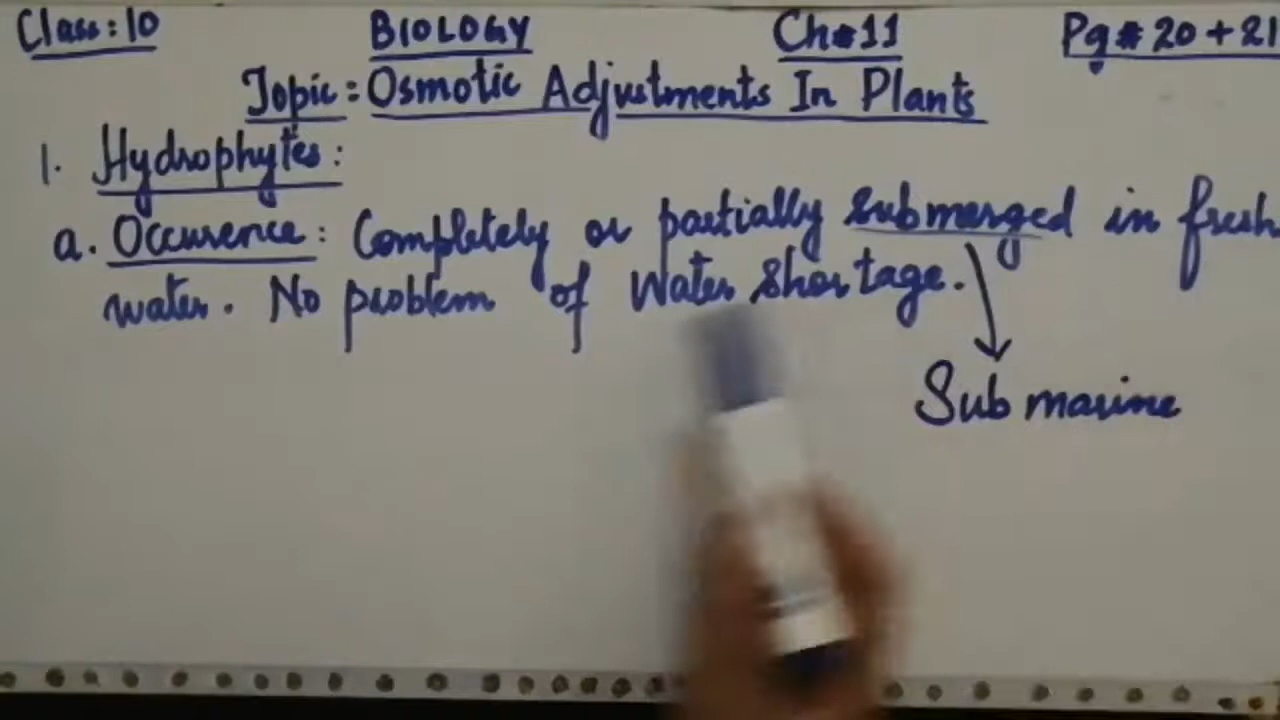 Class: 10 BIOLOGY Ch#11 Pg# 20 + 21
Topic: Osmotic Adjustments In Plants
1. Hydrophytes:
a. Occurence: Completely or partially submerged in fresh
water. No problem of Water Shortage.
Sub marine